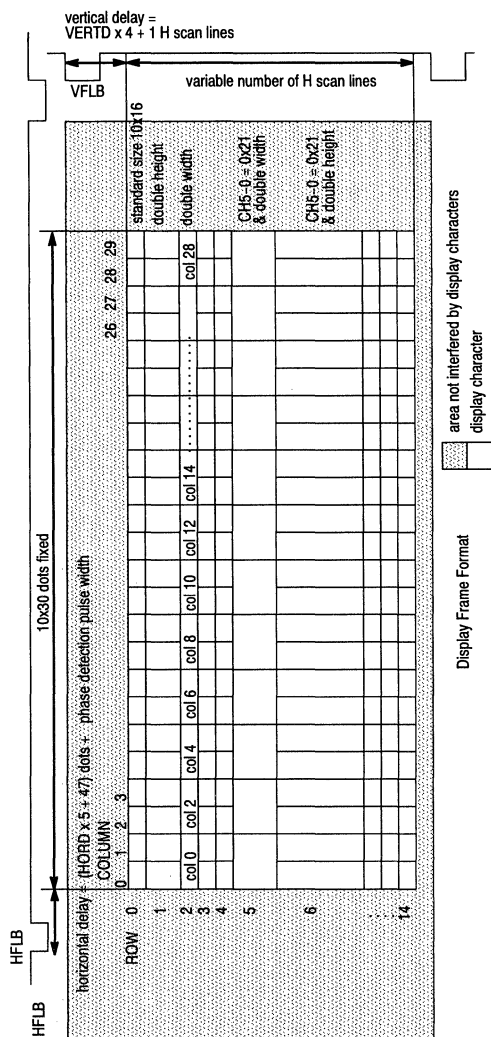 vertical delay =
VERTD x 4 + 1 H scan lines
VFLB
variable number of H scan lines
HFLB
HFLB
10x30 dots fixed
horizontal delay = (HORD x 5 + 47) dots + phase detection pulse width
COLUMN
0 1 2 3 26 27 28 29
ROW
0 standard size 10x16
1 double height
2 col 0 col 2 col 4 col 6 col 8 col 10 col 12 col 14 ......... col 28 double width
3
4
5 CH5-0 = 0x21
& double width
6 CH5-0 = 0x21
& double height
. . . . .
14
area not interfered by display characters
display character
Display Frame Format